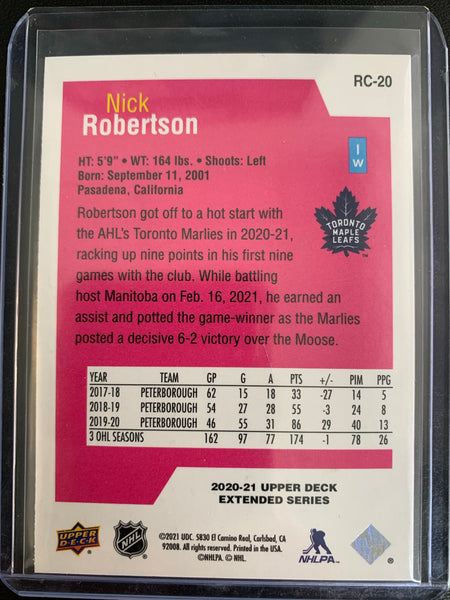 RC-20
Nick
Robertson
I
W
HT: 5'9" • WT: 164 lbs. • Shoots: Left
Born: September 11, 2001
Pasadena, California
Robertson got off to a hot start with
the AHL's Toronto Marlies in 2020-21,
racking up nine points in his first nine
games with the club. While battling
host Manitoba on Feb. 16, 2021, he earned an
assist and potted the game-winner as the Marlies
posted a decisive 6-2 victory over the Moose.
TORONTO
MAPLE
LEAFS
™
YEAR TEAM GP G A PTS +/- PIM PPG
2017-18 PETERBOROUGH 62 15 18 33 -27 14 5
2018-19 PETERBOROUGH 54 27 28 55 -3 24 8
2019-20 PETERBOROUGH 46 55 31 86 29 40 13
3 OHL SEASONS 162 97 77 174 -1 78 26
2020-21 UPPER DECK
EXTENDED SERIES
UPPER
DECK
NHL
©2021 UDC. 5830 El Camino Real, Carlsbad, CA
92008. All rights reserved. Printed in the USA.
©NHLPA. © NHL.
NHLPA™
®